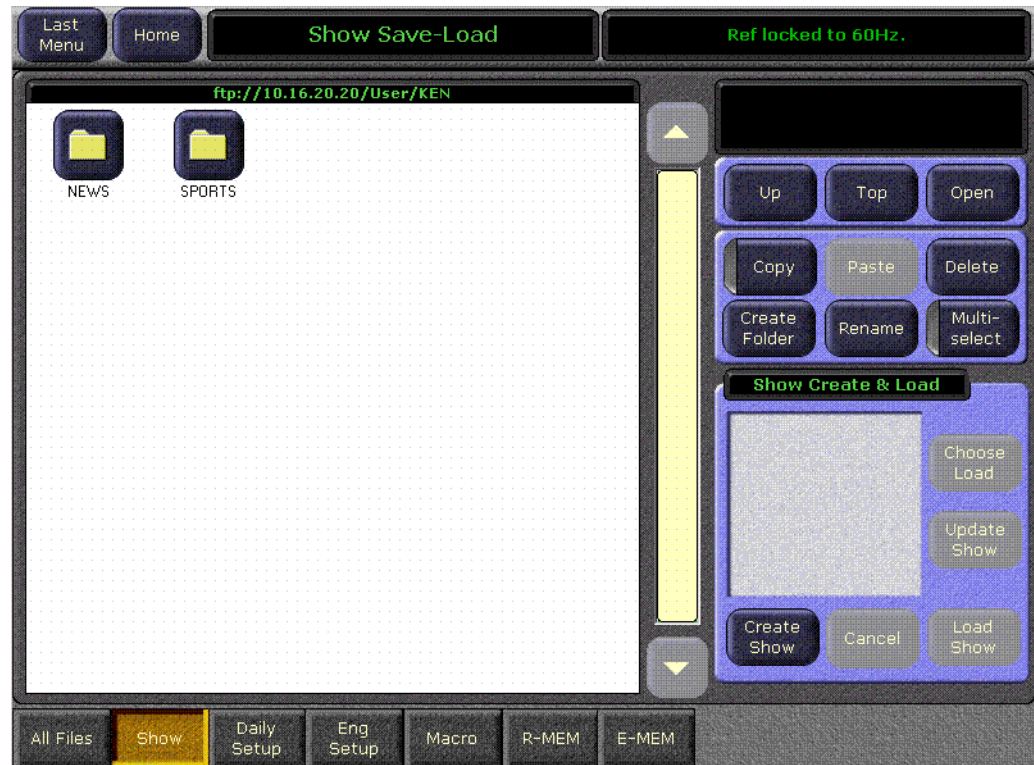 Last
Menu
Home
Show Save-Load
Ref locked to 60Hz.
ftp://10.16.20.20/User/KEN
NEWS
SPORTS
Up
Top
Open
Copy
Paste
Delete
Create
Folder
Rename
Multi-
select
Show Create & Load
Choose
Load
Update
Show
Create
Show
Cancel
Load
Show
All Files
Show
Daily
Setup
Eng
Setup
Macro
R-MEM
E-MEM